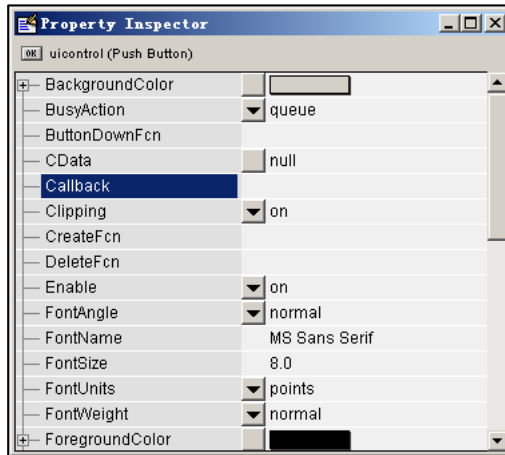 Property Inspector
OK uicontrol (Push Button)
BackgroundColor
BusyAction queue
ButtonDownFcn
CData null
Callback
Clipping on
CreateFcn
DeleteFcn
Enable on
FontAngle normal
FontName MS Sans Serif
FontSize 8.0
FontUnits points
FontWeight normal
ForegroundColor